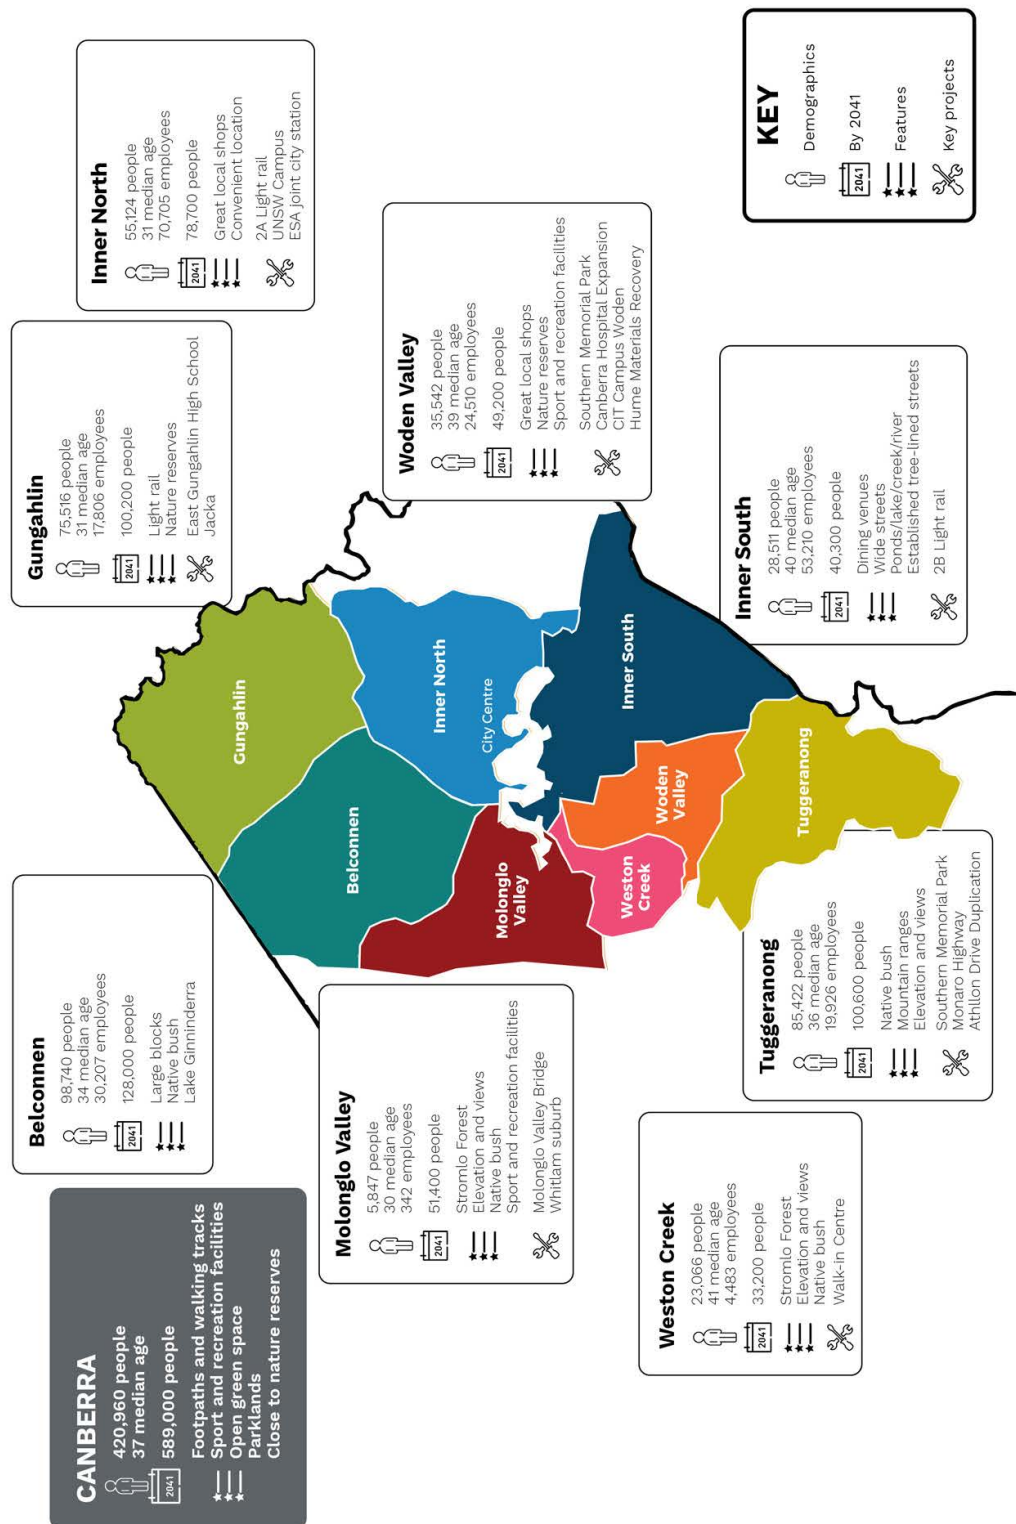 CANBERRA
420,960 people
37 median age
2041
589,000 people
Footpaths and walking tracks
Sport and recreation facilities
Open green space
Parklands
Close to nature reserves
Belconnen
98,740 people
34 median age
30,207 employees
2041
128,000 people
Large blocks
Native bush
Lake Ginninderra
Gungahlin
75,516 people
31 median age
17,806 employees
2041
100,200 people
Light rail
Nature reserves
East Gungahlin High School
Jacka
Inner North
55,124 people
31 median age
70,705 employees
2041
78,700 people
Great local shops
Convenient location
2A Light rail
UNSW Campus
ESA joint city station
Molonglo Valley
5,847 people
30 median age
342 employees
2041
51,400 people
Stromlo Forest
Elevation and views
Native bush
Sport and recreation facilities
Molonglo Valley Bridge
Whitlam suburb
Gungahlin
Belconnen
Inner North
City Centre
Molonglo
Valley
Inner South
Weston
Creek
Woden
Valley
Tuggeranong
Woden Valley
35,542 people
39 median age
24,510 employees
2041
49,200 people
Great local shops
Nature reserves
Sport and recreation facilities
Southern Memorial Park
Canberra Hospital Expansion
CIT Campus Woden
Hume Materials Recovery
Weston Creek
23,066 people
41 median age
4,483 employees
2041
33,200 people
Stromlo Forest
Elevation and views
Native bush
Walk-in Centre
Tuggeranong
85,422 people
36 median age
19,926 employees
2041
100,600 people
Native bush
Mountain ranges
Elevation and views
Southern Memorial Park
Monaro Highway
Athllon Drive Duplication
Inner South
28,511 people
40 median age
53,210 employees
2041
40,300 people
Dining venues
Wide streets
Ponds/lake/creek/river
Established tree-lined streets
2B Light rail
KEY
Demographics
2041
By 2041
Features
Key projects